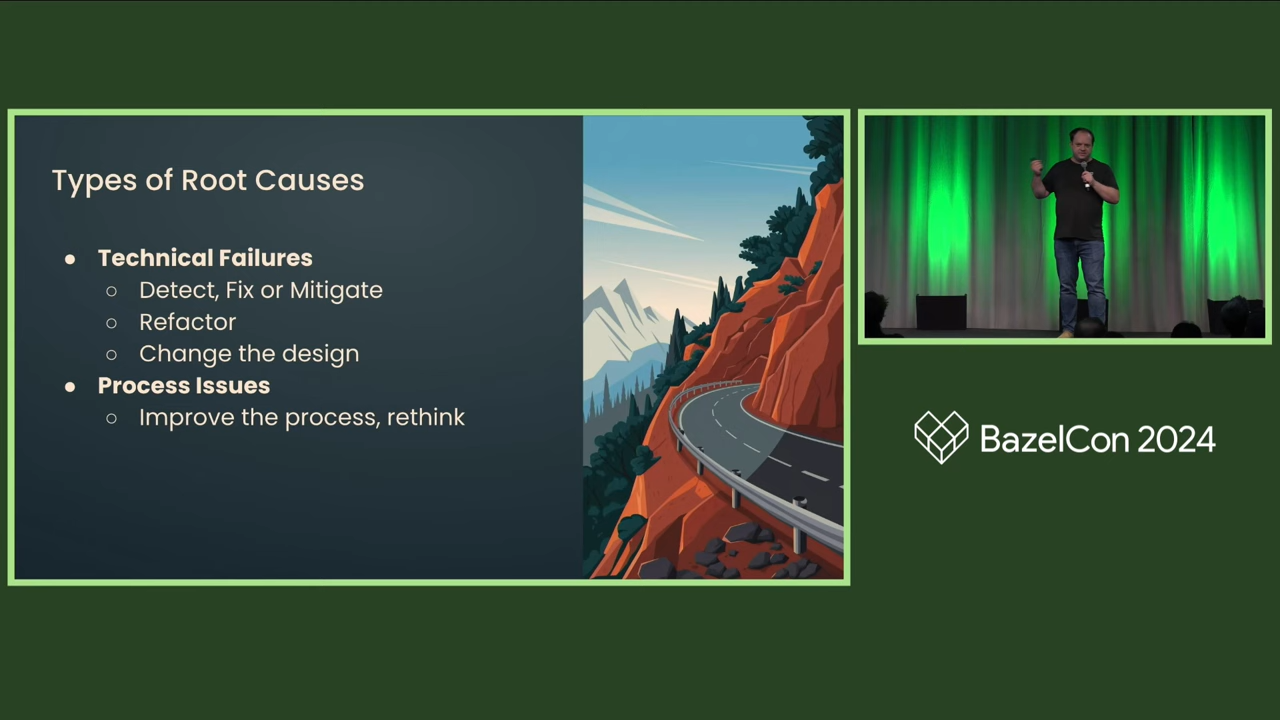 Types of Root Causes
● Technical Failures
○ Detect, Fix or Mitigate
○ Refactor
○ Change the design
● Process Issues
○ Improve the process, rethink
BazelCon 2024